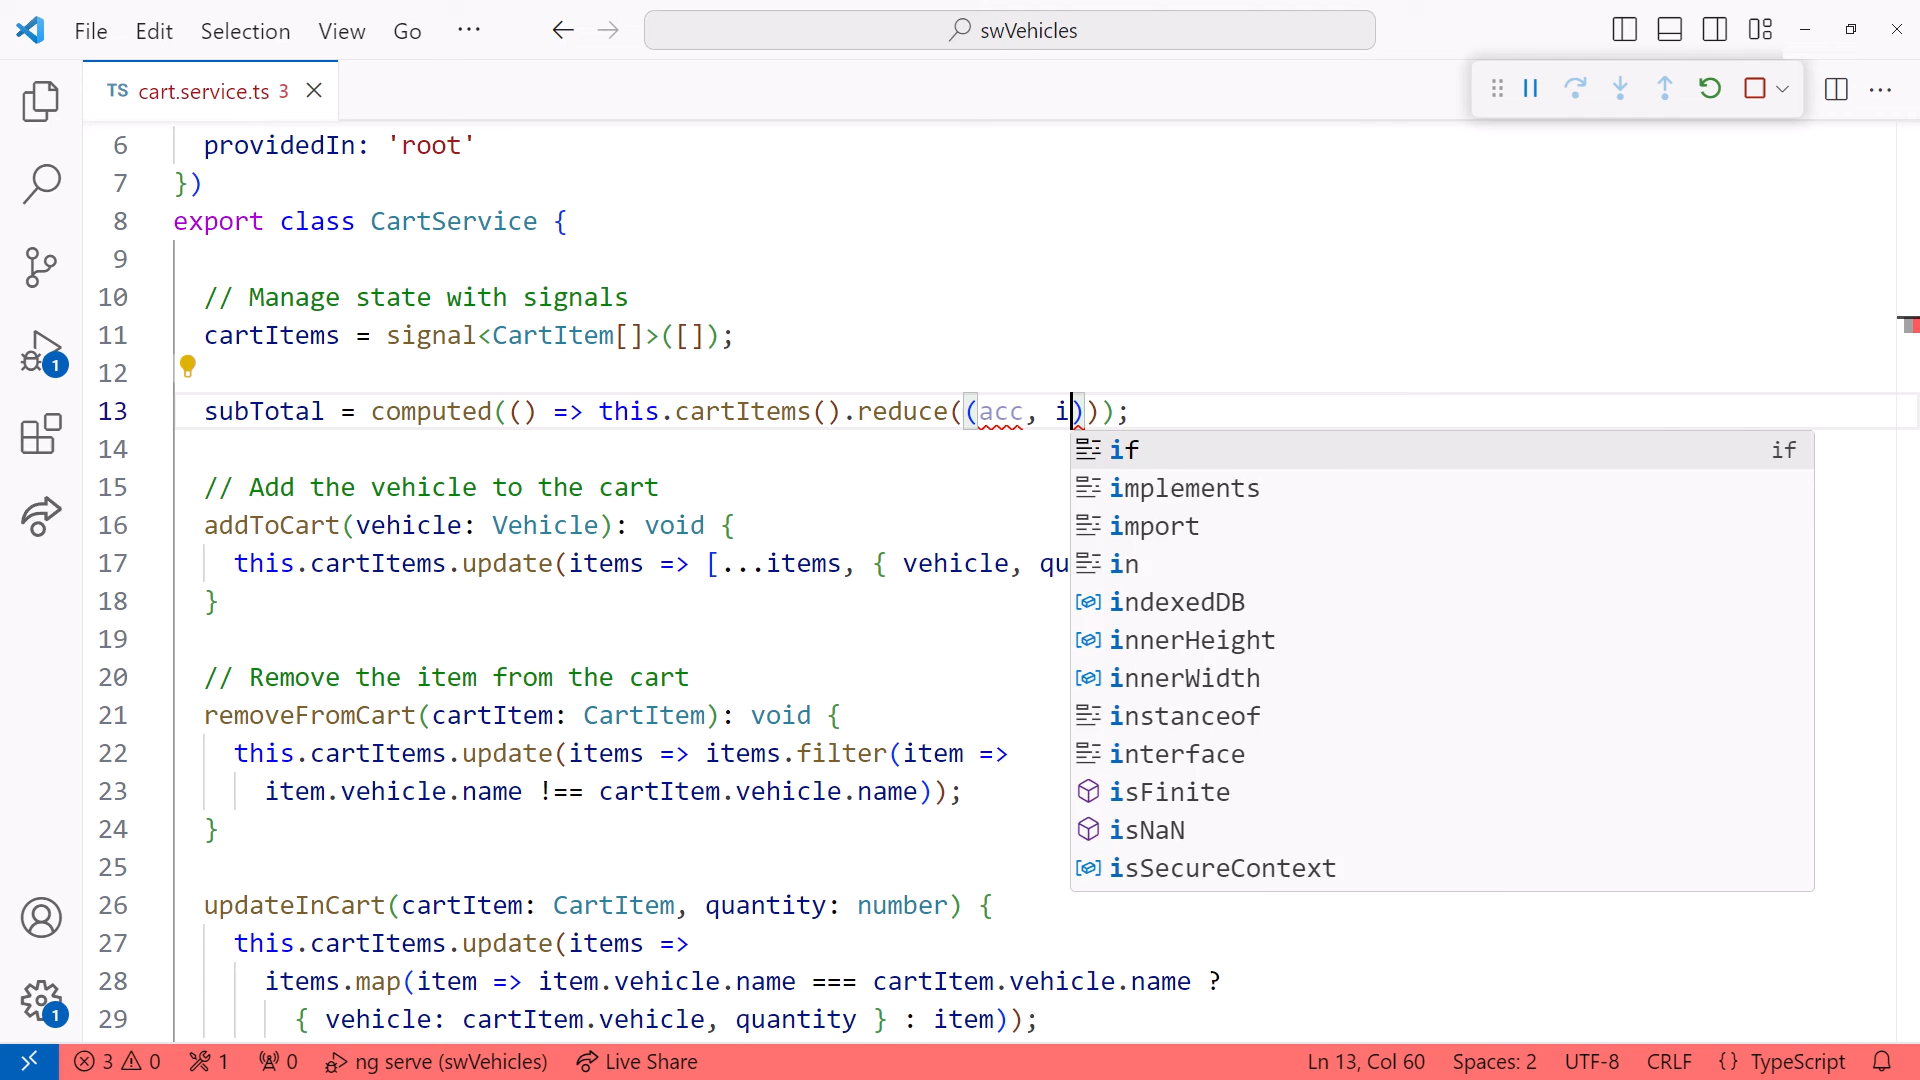 File Edit Selection View Go ··· swVehicles
TS cart.service.ts 3
6 providedIn: 'root'
7 })
8 export class CartService {
9
10 // Manage state with signals
11 cartItems = signal<CartItem[]>([]);
12
13 subTotal = computed(() => this.cartItems().reduce((acc, i)));
14
15 // Add the vehicle to the cart
16 addToCart(vehicle: Vehicle): void {
17 this.cartItems.update(items => [...items, { vehicle, qu
18 }
19
20 // Remove the item from the cart
21 removeFromCart(cartItem: CartItem): void {
22 this.cartItems.update(items => items.filter(item =>
23 item.vehicle.name !== cartItem.vehicle.name));
24 }
25
26 updateInCart(cartItem: CartItem, quantity: number) {
27 this.cartItems.update(items =>
28 items.map(item => item.vehicle.name === cartItem.vehicle.name ?
29 { vehicle: cartItem.vehicle, quantity } : item));
if if
implements
import
in
indexedDB
innerHeight
innerWidth
instanceof
interface
isFinite
isNaN
isSecureContext
1
1
3 0 1 0 ng serve (swVehicles) Live Share Ln 13, Col 60 Spaces: 2 UTF-8 CRLF {} TypeScript